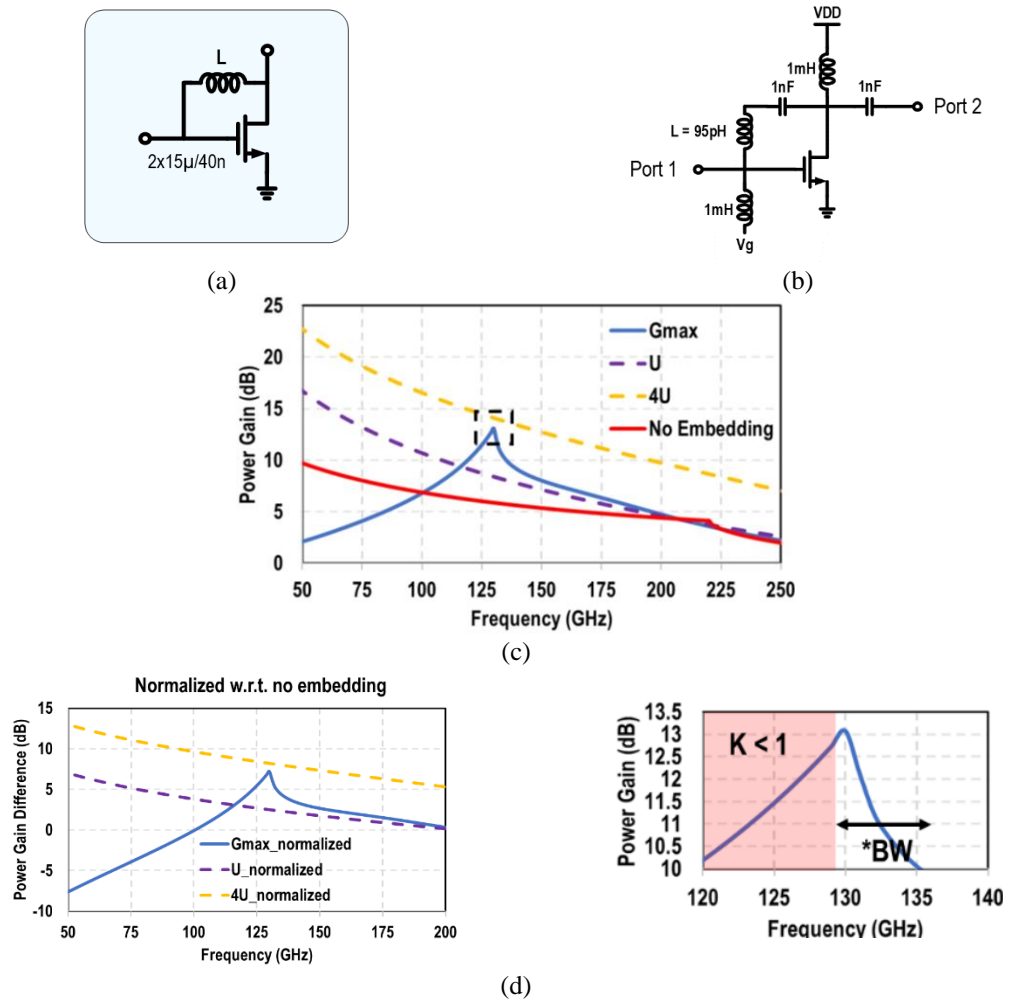 L
2x15μ/40n
(a)
VDD
1mH
1nF
1nF
Port 2
L = 95pH
Port 1
1mH
Vg
(b)
25
20
15
10
5
0
Power Gain (dB)
Gmax
U
4U
No Embedding
50
75
100
125
150
175
200
225
250
Frequency (GHz)
(c)
Normalized w.r.t. no embedding
15
10
5
0
-5
-10
Power Gain Difference (dB)
Gmax_normalized
U_normalized
4U_normalized
50
75
100
125
150
175
200
Frequency (GHz)
13.5
13
12.5
12
11.5
11
10.5
10
Power Gain (dB)
K < 1
*BW
120
125
130
135
140
Frequency (GHz)
(d)